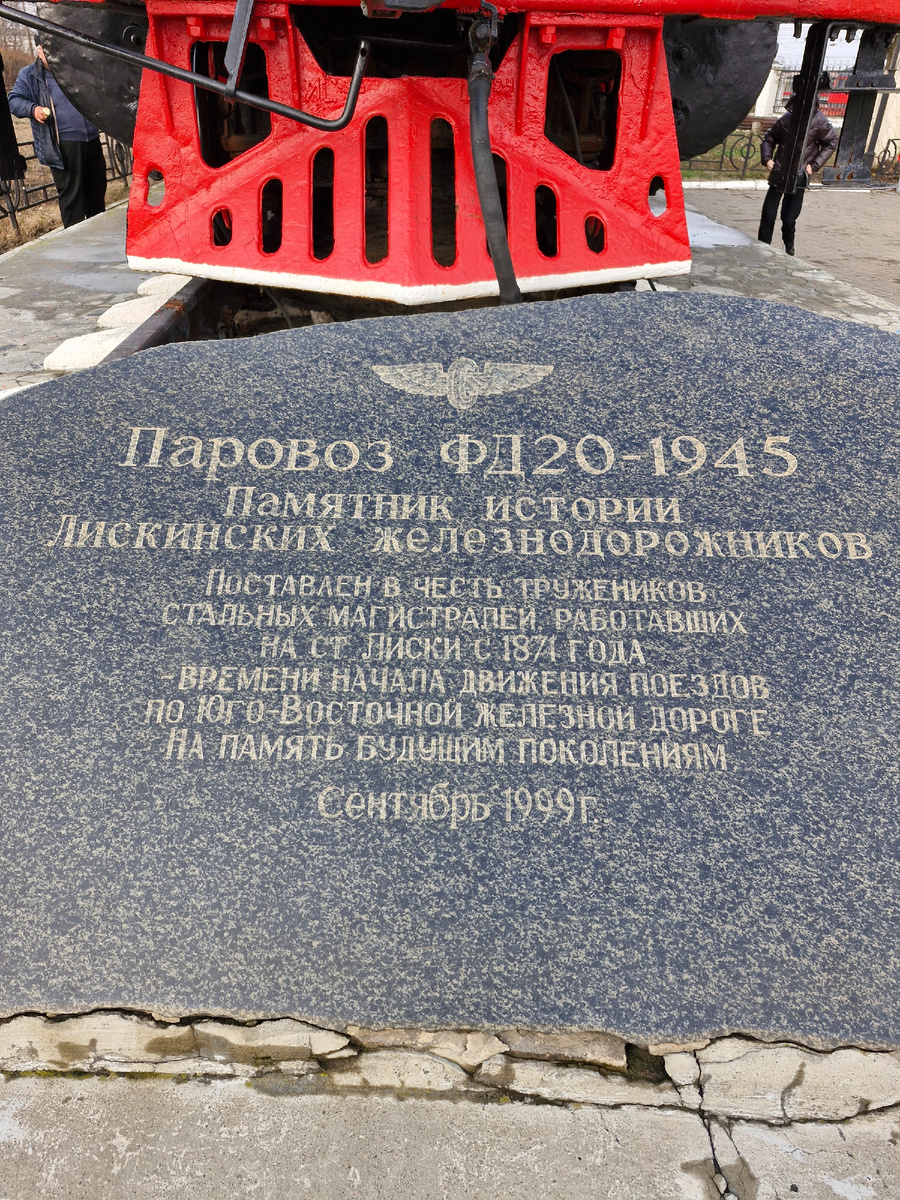 Паровоз ФД20-1945
Памятник истории
Лискинских железнодорожников
Поставлен в честь тружеников
стальных магистралей, работавших
на ст. Лиски с 1871 года
-времени начала движения поездов
по Юго-Восточной железной дороге
На память будущим поколениям
Сентябрь 1999г.